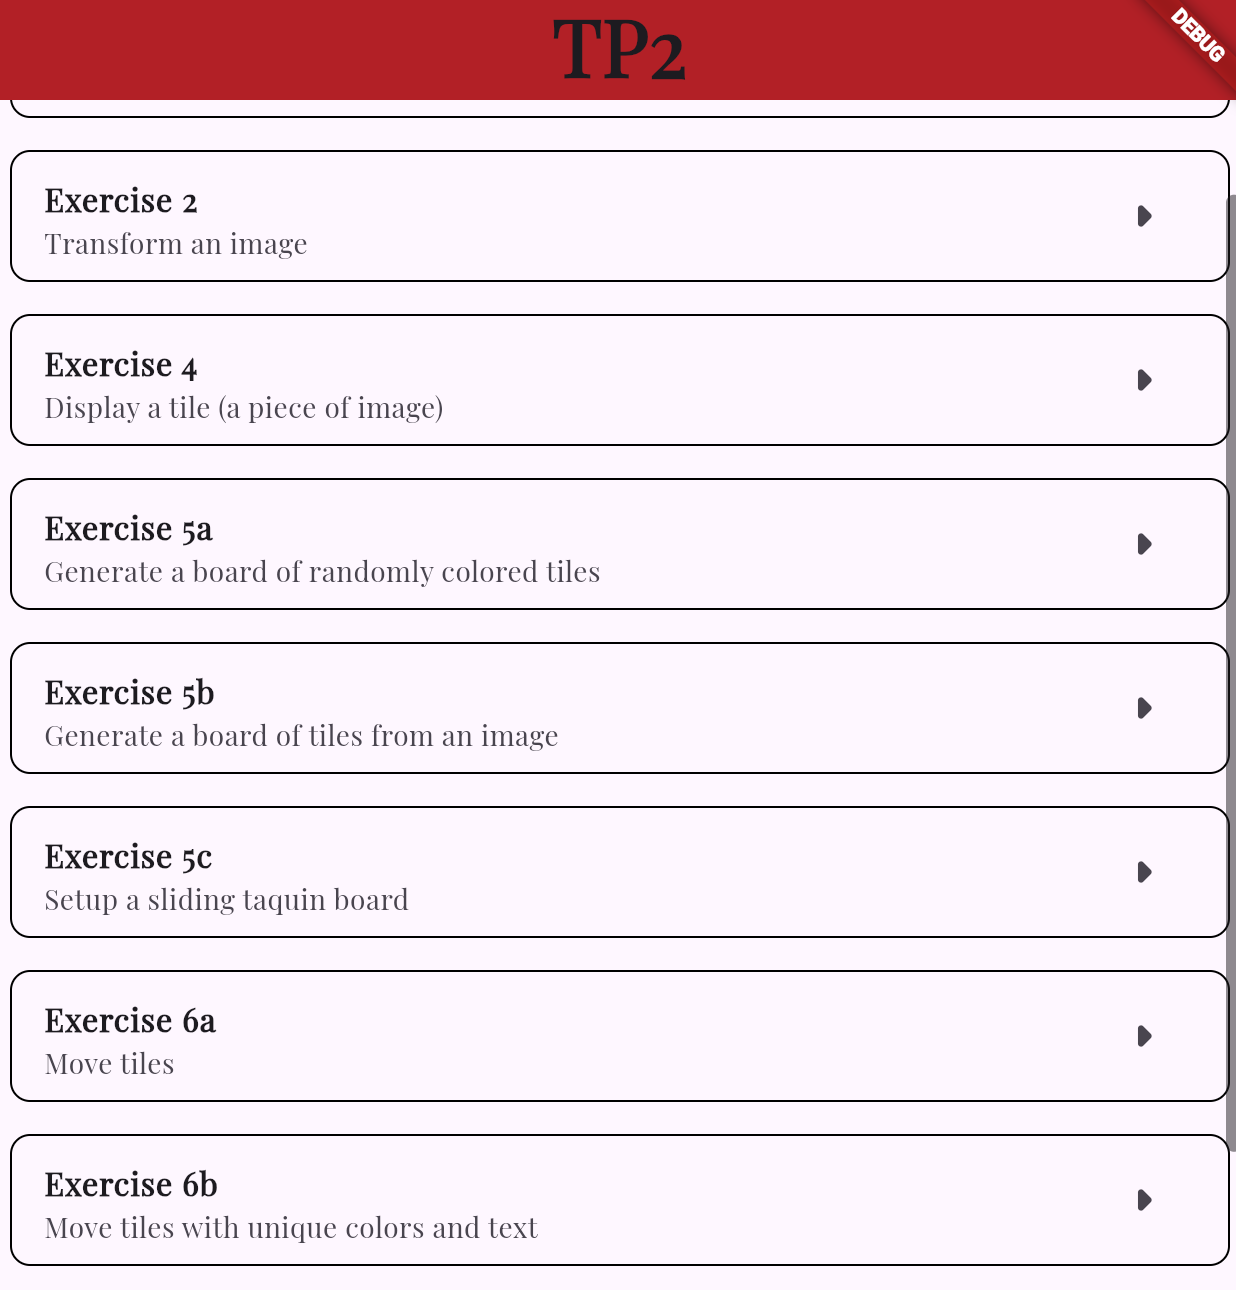 TP2
DEBUG
Exercise 2
Transform an image
Exercise 4
Display a tile (a piece of image)
Exercise 5a
Generate a board of randomly colored tiles
Exercise 5b
Generate a board of tiles from an image
Exercise 5c
Setup a sliding taquin board
Exercise 6a
Move tiles
Exercise 6b
Move tiles with unique colors and text